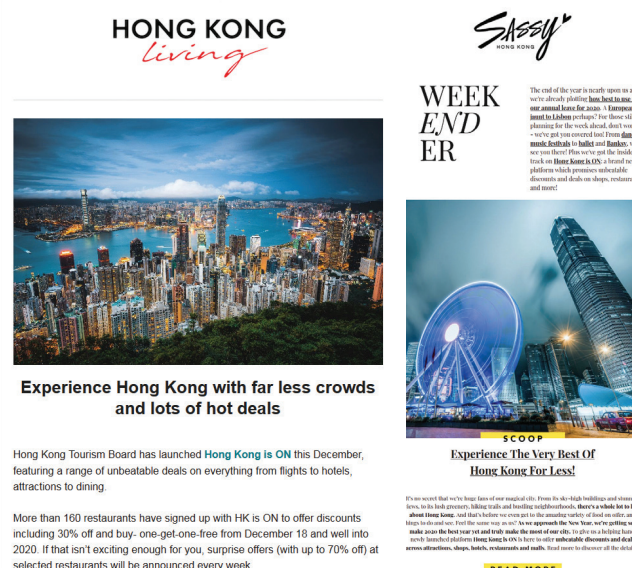 HONG KONG
living
Experience Hong Kong with far less crowds
and lots of hot deals
Hong Kong Tourism Board has launched Hong Kong is ON this December,
featuring a range of unbeatable deals on everything from flights to hotels,
attractions to dining.
More than 160 restaurants have signed up with HK is ON to offer discounts
including 30% off and buy- one-get-one-free from December 18 and well into
2020. If that isn't exciting enough for you, surprise offers (with up to 70% off) at
selected restaurants will be announced every week
SASSY
HONG KONG
WEEK
END
ER
The end of the year is nearly upon us a
we're already plotting how best to use
our annual leave for 2020. A European
jaunt to Lisbon perhaps? For those sti
planning for the week ahead, don't wo
- we've got you covered too! From dan
music festivals to ballet and Banksy, w
see you there! Plus we've got the inside
track on Hong Kong is ON: a brand ne
platform which promises unbeatable
discounts and deals on shops, restaura
and more!
SCOOP
Experience The Very Best Of
Hong Kong For Less!
It's no secret that we're huge fans of our magical city. From its sky-high buildings and stunn
iews, to its lush greenery, hiking trails and bustling neighbourhoods, there's a whole lot to l
about Hong Kong. And that's before we even get to the amazing variety of food on offer, an
hings to do and see. Feel the same way as us? As we approach the New Year, we're getting se
make 2020 the best year yet and truly make the most of our city. To give us a helping hand
newly launched platform Hong Kong is ON is here to offer unbeatable discounts and deal
across attractions, shops, hotels, restaurants and malls. Read more to discover all the detai
READ MORE